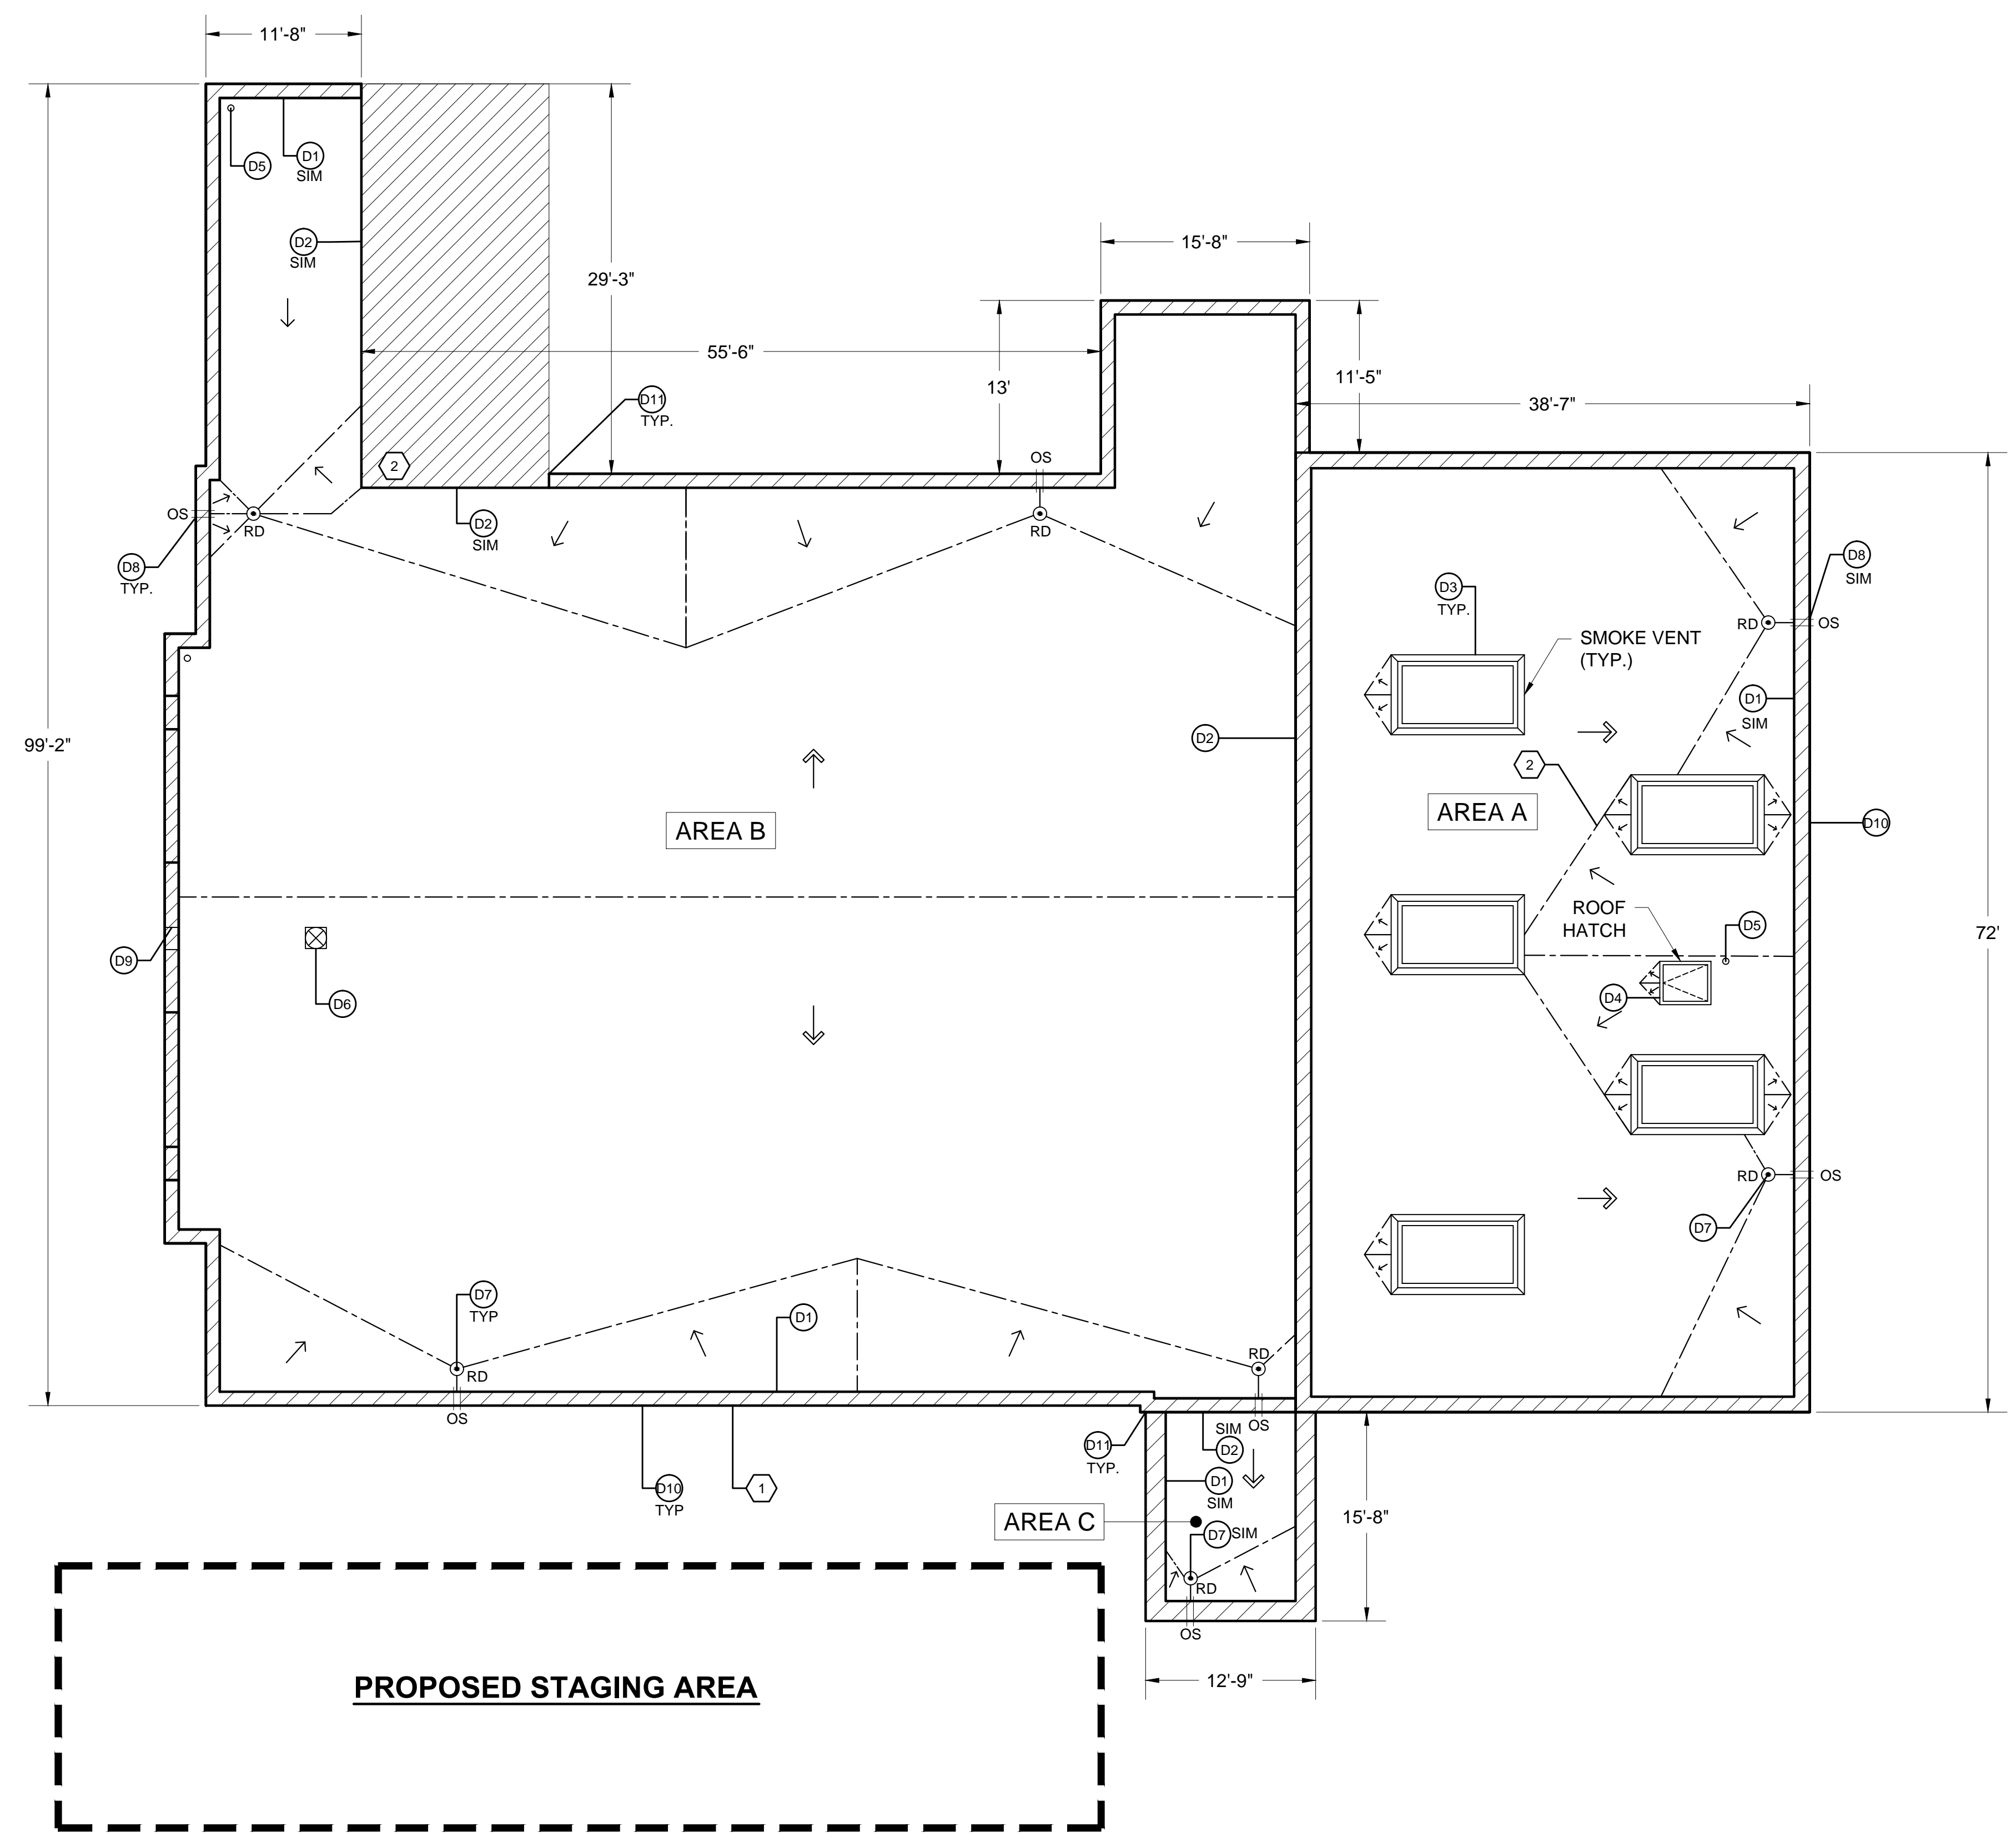 11'-8"
D5
D1
SIM
D2
SIM
29'-3"
15'-8"
55'-6"
13'
11'-5"
38'-7"
D11
TYP.
2
OS
RD
OS
RD
D2
SIM
D8
TYP.
OS
RD
D8
SIM
D3
TYP.
SMOKE VENT
(TYP.)
RD
OS
D1
SIM
99'-2"
D2
2
AREA B
AREA A
D10
ROOF
HATCH
D5
72'
D9
D6
D4
RD
OS
D7
D7
TYP
D1
RD
OS
RD
OS
SIM
D2
D11
TYP.
D10
TYP
1
D1
SIM
AREA C
D7
SIM
15'-8"
RD
OS
12'-9"
PROPOSED STAGING AREA